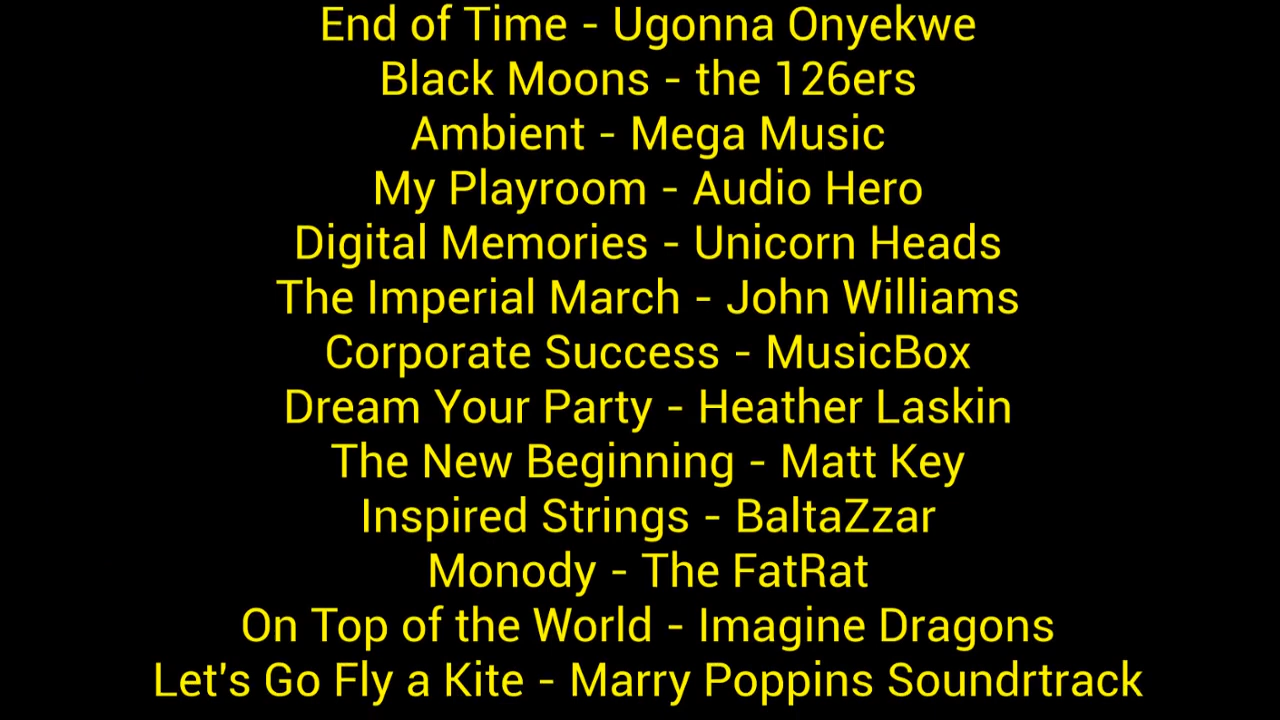 End of Time - Ugonna Onyekwe
Black Moons - the 126ers
Ambient - Mega Music
My Playroom - Audio Hero
Digital Memories - Unicorn Heads
The Imperial March - John Williams
Corporate Success - MusicBox
Dream Your Party - Heather Laskin
The New Beginning - Matt Key
Inspired Strings - BaltaZzar
Monody - The FatRat
On Top of the World - Imagine Dragons
Let's Go Fly a Kite - Marry Poppins Soundrtrack